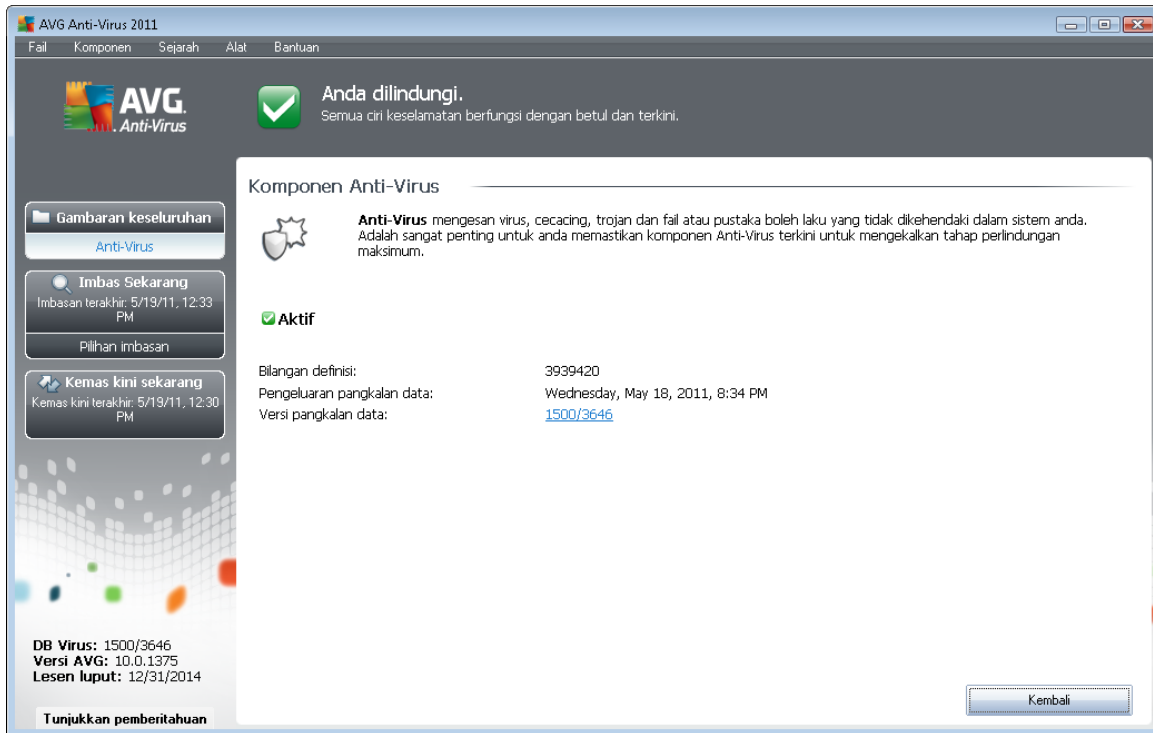 AVG Anti-Virus 2011
Fail Komponen Sejarah Alat Bantuan
AVG.
Anti-Virus
Anda dilindungi.
Semua ciri keselamatan berfungsi dengan betul dan terkini.
Gambaran keseluruhan
Anti-Virus
Imbas Sekarang
Imbasan terakhir: 5/19/11, 12:33
PM
Pilihan imbasan
Kemas kini sekarang
Kemas kini terakhir: 5/19/11, 12:30
PM
DB Virus: 1500/3646
Versi AVG: 10.0.1375
Lesen luput: 12/31/2014
Tunjukkan pemberitahuan
Komponen Anti-Virus
Anti-Virus mengesan virus, cecacing, trojan dan fail atau pustaka boleh laku yang tidak dikehendaki dalam sistem anda.
Adalah sangat penting untuk anda memastikan komponen Anti-Virus terkini untuk mengekalkan tahap perlindungan
maksimum.
Aktif
Bilangan definisi: 3939420
Pengeluaran pangkalan data: Wednesday, May 18, 2011, 8:34 PM
Versi pangkalan data: 1500/3646
Kembali